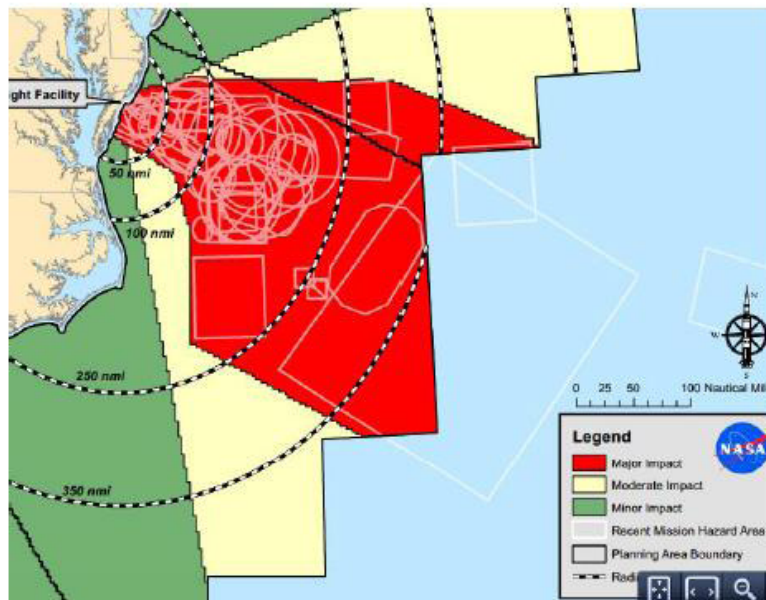 ght Facility
50 nmi
100 nmi
250 nmi
350 nmi
N
W
E
S
0 25 50 100 Nautical Mil
Legend
NASA
Major Impact
Moderate Impact
Minor Impact
Recent Mission Hazard Area
Planning Area Boundary
Radi